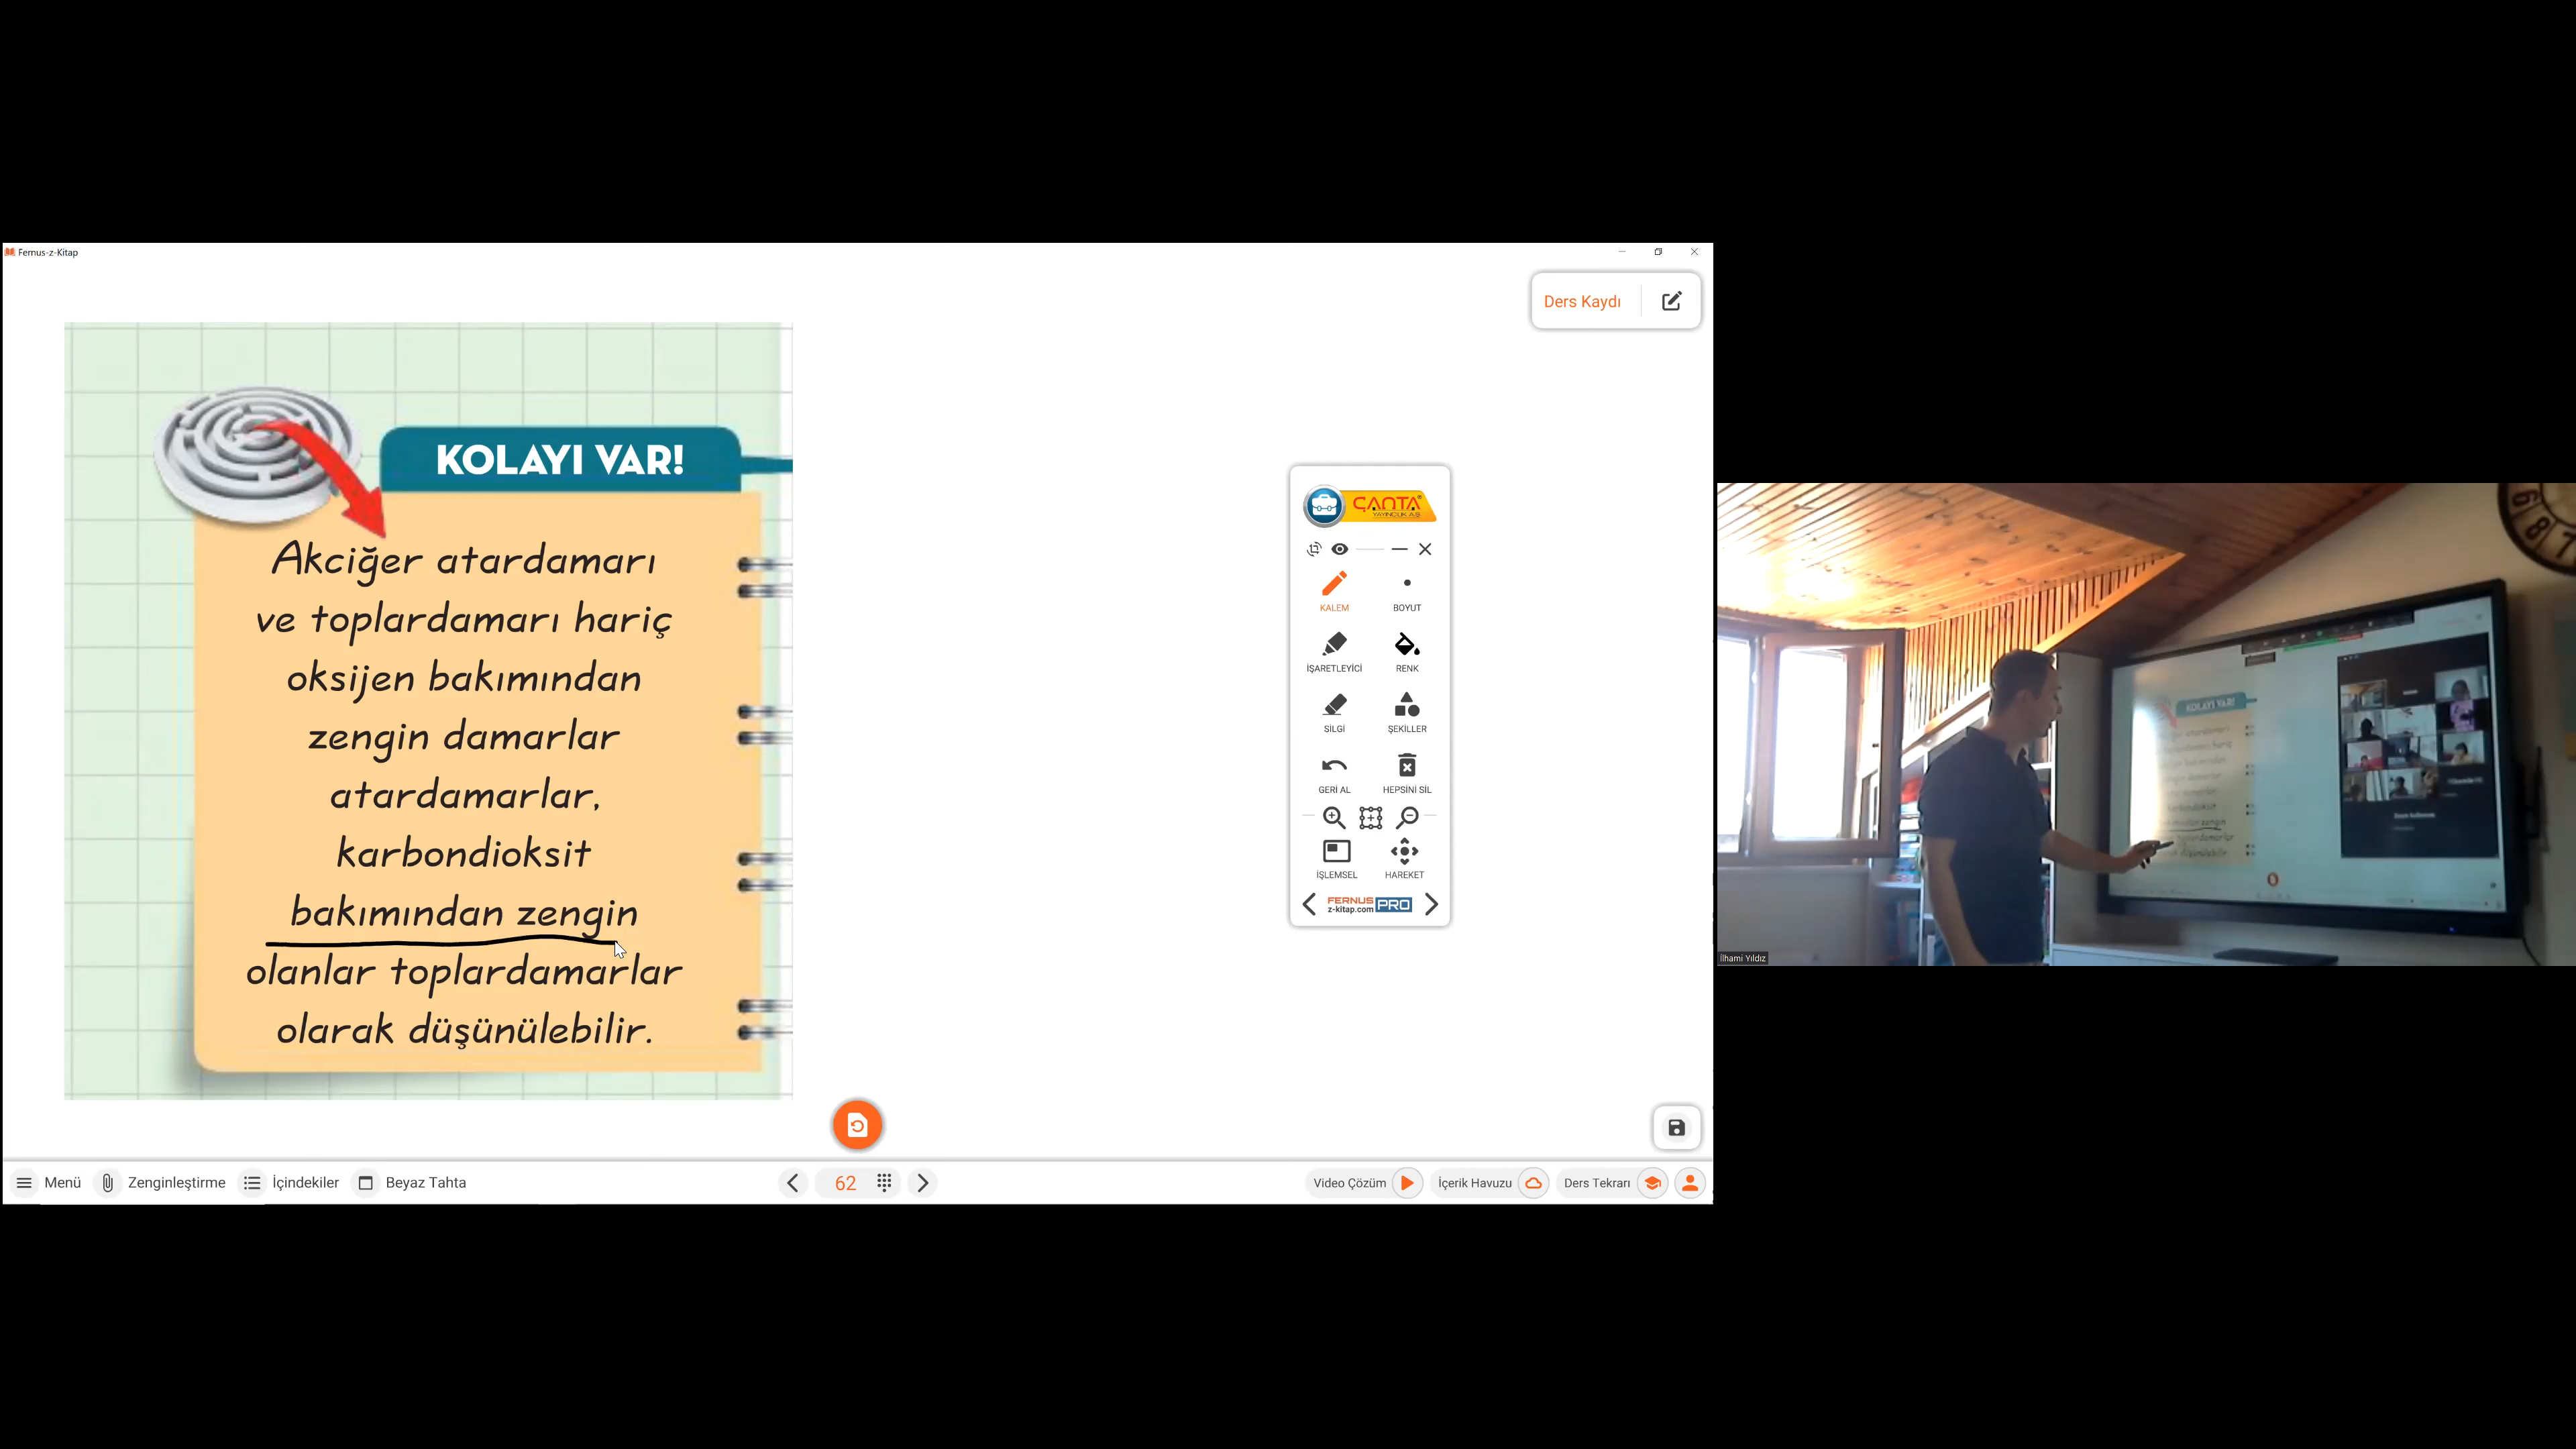 Fernus-z-Kitap
Ders Kaydı
KOLAYI VAR!
Akciğer atardamarı
ve toplardamarı hariç
oksijen bakımından
zengin damarlar
atardamarlar,
karbondioksit
bakımından zengin
olanlar toplardamarlar
olarak düşünülebilir.
ÇANTA
YAYINCILIK A.Ş.
KALEM
BOYUT
İŞARETLEYİCİ
RENK
SİLGİ
ŞEKİLLER
GERİ AL
HEPSİNİ SİL
İŞLEMSEL
HAREKET
FERNUS
z-kitap.com
PRO
KOLAYI VAR!
İlhami Yıldız
Menü
Zenginleştirme
İçindekiler
Beyaz Tahta
62
Video Çözüm
İçerik Havuzu
Ders Tekrarı